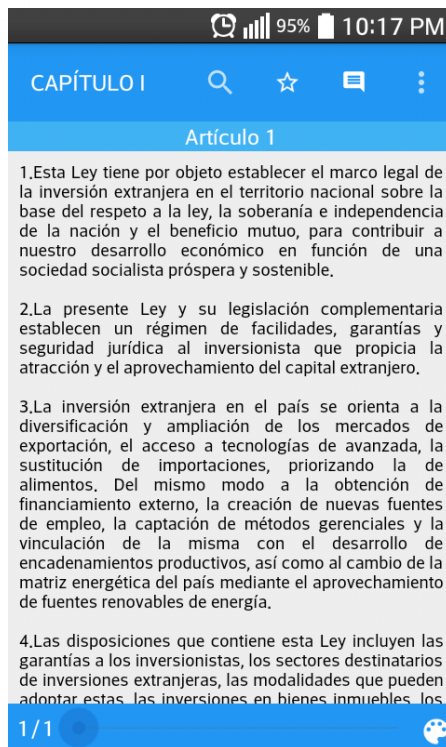 95% 10:17 PM
CAPÍTULO I
Artículo 1
1.Esta Ley tiene por objeto establecer el marco legal de
la inversión extranjera en el territorio nacional sobre la
base del respeto a la ley, la soberanía e independencia
de la nación y el beneficio mutuo, para contribuir a
nuestro desarrollo económico en función de una
sociedad socialista próspera y sostenible.
2.La presente Ley y su legislación complementaria
establecen un régimen de facilidades, garantías y
seguridad jurídica al inversionista que propicia la
atracción y el aprovechamiento del capital extranjero.
3.La inversión extranjera en el país se orienta a la
diversificación y ampliación de los mercados de
exportación, el acceso a tecnologías de avanzada, la
sustitución de importaciones, priorizando la de
alimentos. Del mismo modo a la obtención de
financiamiento externo, la creación de nuevas fuentes
de empleo, la captación de métodos gerenciales y la
vinculación de la misma con el desarrollo de
encadenamientos productivos, así como al cambio de la
matriz energética del país mediante el aprovechamiento
de fuentes renovables de energía.
4.Las disposiciones que contiene esta Ley incluyen las
garantías a los inversionistas, los sectores destinatarios
de inversiones extranjeras, las modalidades que pueden
adoptar estas, las inversiones en bienes inmuebles, los
1/1